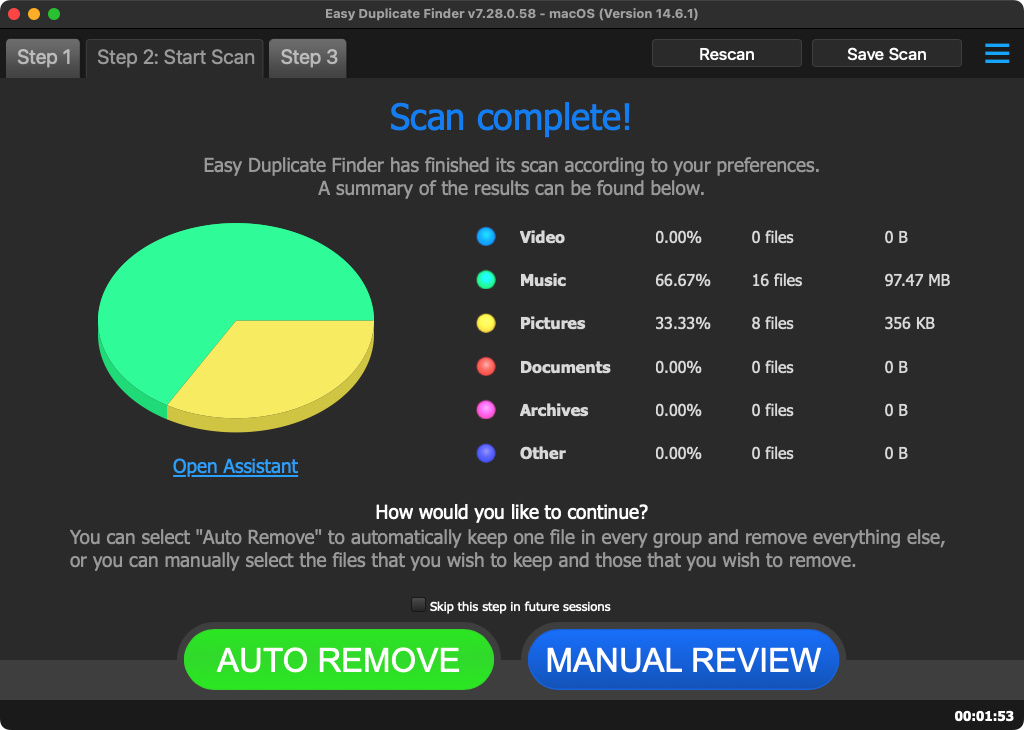 Easy Duplicate Finder v7.28.0.58 - macOS (Version 14.6.1)
Step 1
Step 2: Start Scan
Step 3
Rescan
Save Scan
Scan complete!
Easy Duplicate Finder has finished its scan according to your preferences.
A summary of the results can be found below.
Video 0.00% 0 files 0 B
Music 66.67% 16 files 97.47 MB
Pictures 33.33% 8 files 356 KB
Documents 0.00% 0 files 0 B
Archives 0.00% 0 files 0 B
Other 0.00% 0 files 0 B
Open Assistant
How would you like to continue?
You can select "Auto Remove" to automatically keep one file in every group and remove everything else,
or you can manually select the files that you wish to keep and those that you wish to remove.
Skip this step in future sessions
AUTO REMOVE
MANUAL REVIEW
00:01:53